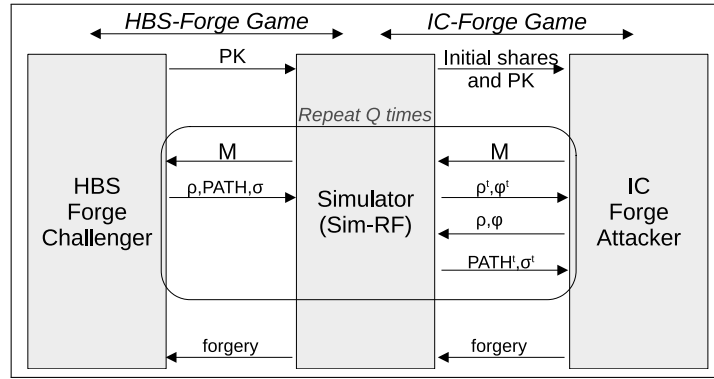 HBS-Forge Game
IC-Forge Game
PK
Initial shares
and PK
Repeat Q times
M
M
ρ,PATH,σ
ρᵗ,φᵗ
ρ,φ
PATHᵗ,σᵗ
HBS
Forge
Challenger
Simulator
(Sim-RF)
IC
Forge
Attacker
forgery
forgery